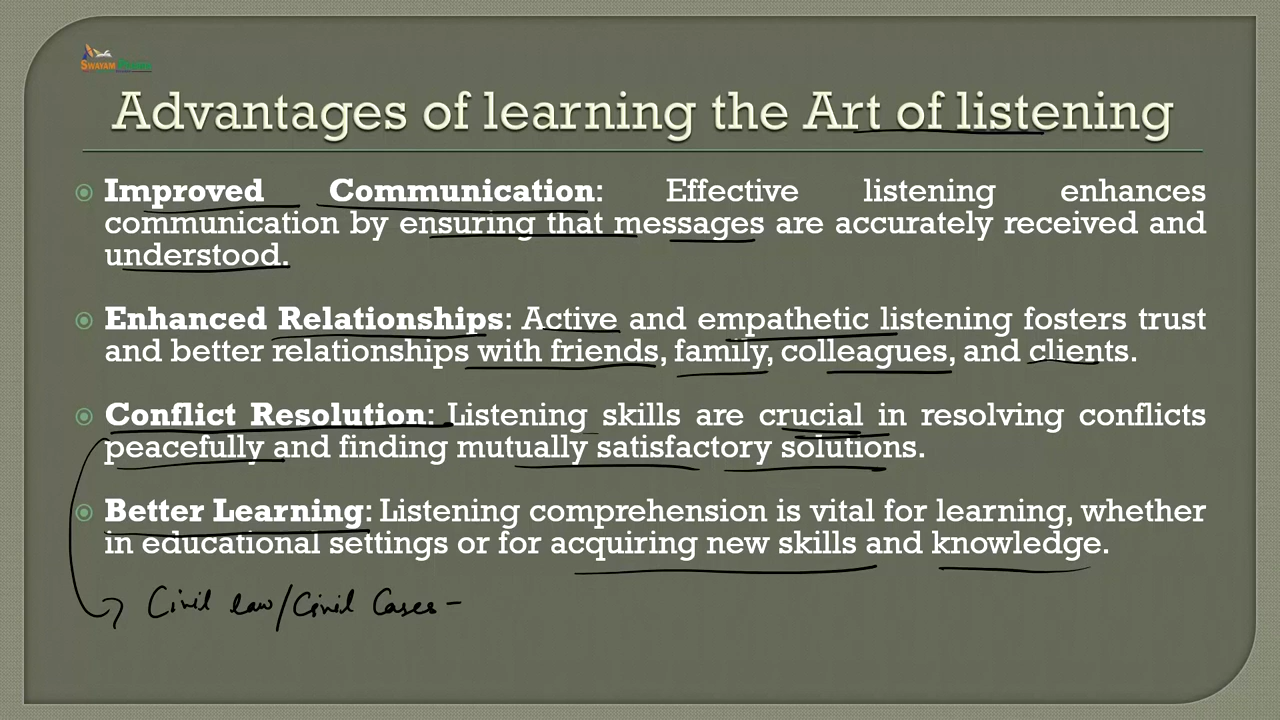 SWAYAM
Advantages of learning the Art of listening
Improved Communication: Effective listening enhances
communication by ensuring that messages are accurately received and
understood.
Enhanced Relationships: Active and empathetic listening fosters trust
and better relationships with friends, family, colleagues, and clients.
Conflict Resolution: Listening skills are crucial in resolving conflicts
peacefully and finding mutually satisfactory solutions.
Better Learning: Listening comprehension is vital for learning, whether
in educational settings or for acquiring new skills and knowledge.
Civil law/Civil Cases -